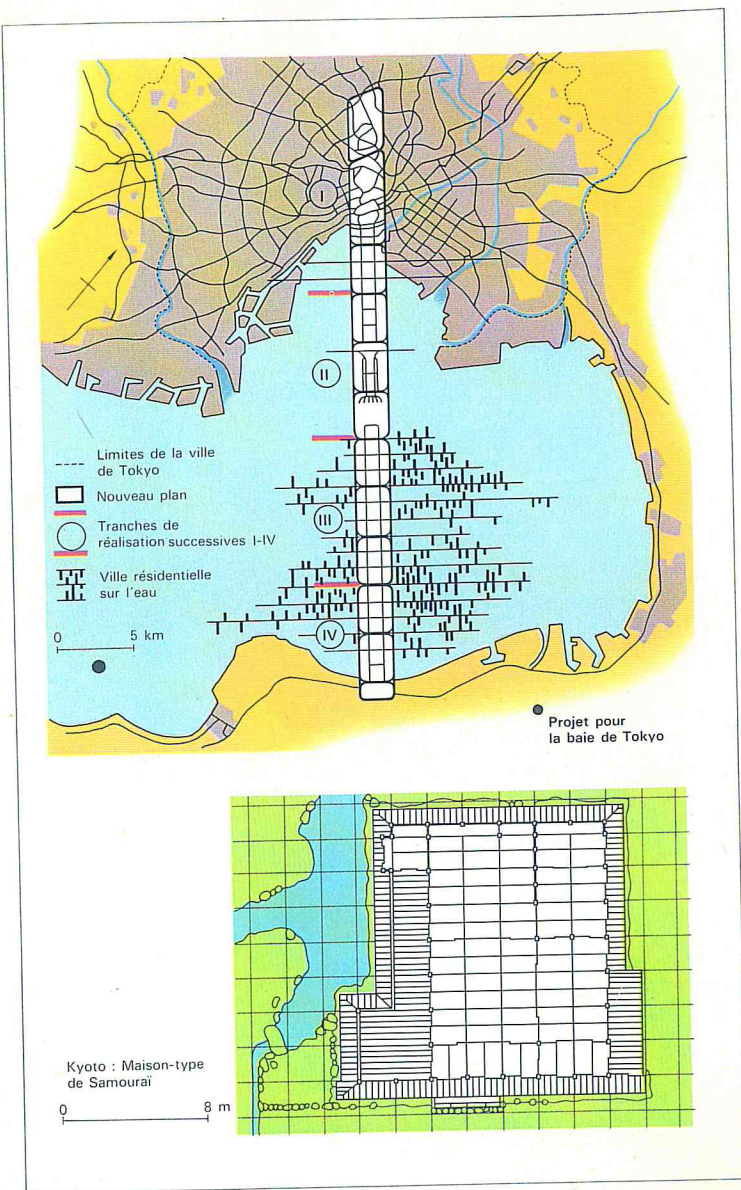 I
II
III
IV
Limites de la ville
de Tokyo
Nouveau plan
Tranches de
réalisation successives I-IV
Ville résidentielle
sur l'eau
0 5 km
Projet pour
la baie de Tokyo
Kyoto : Maison-type
de Samouraï
0 8 m